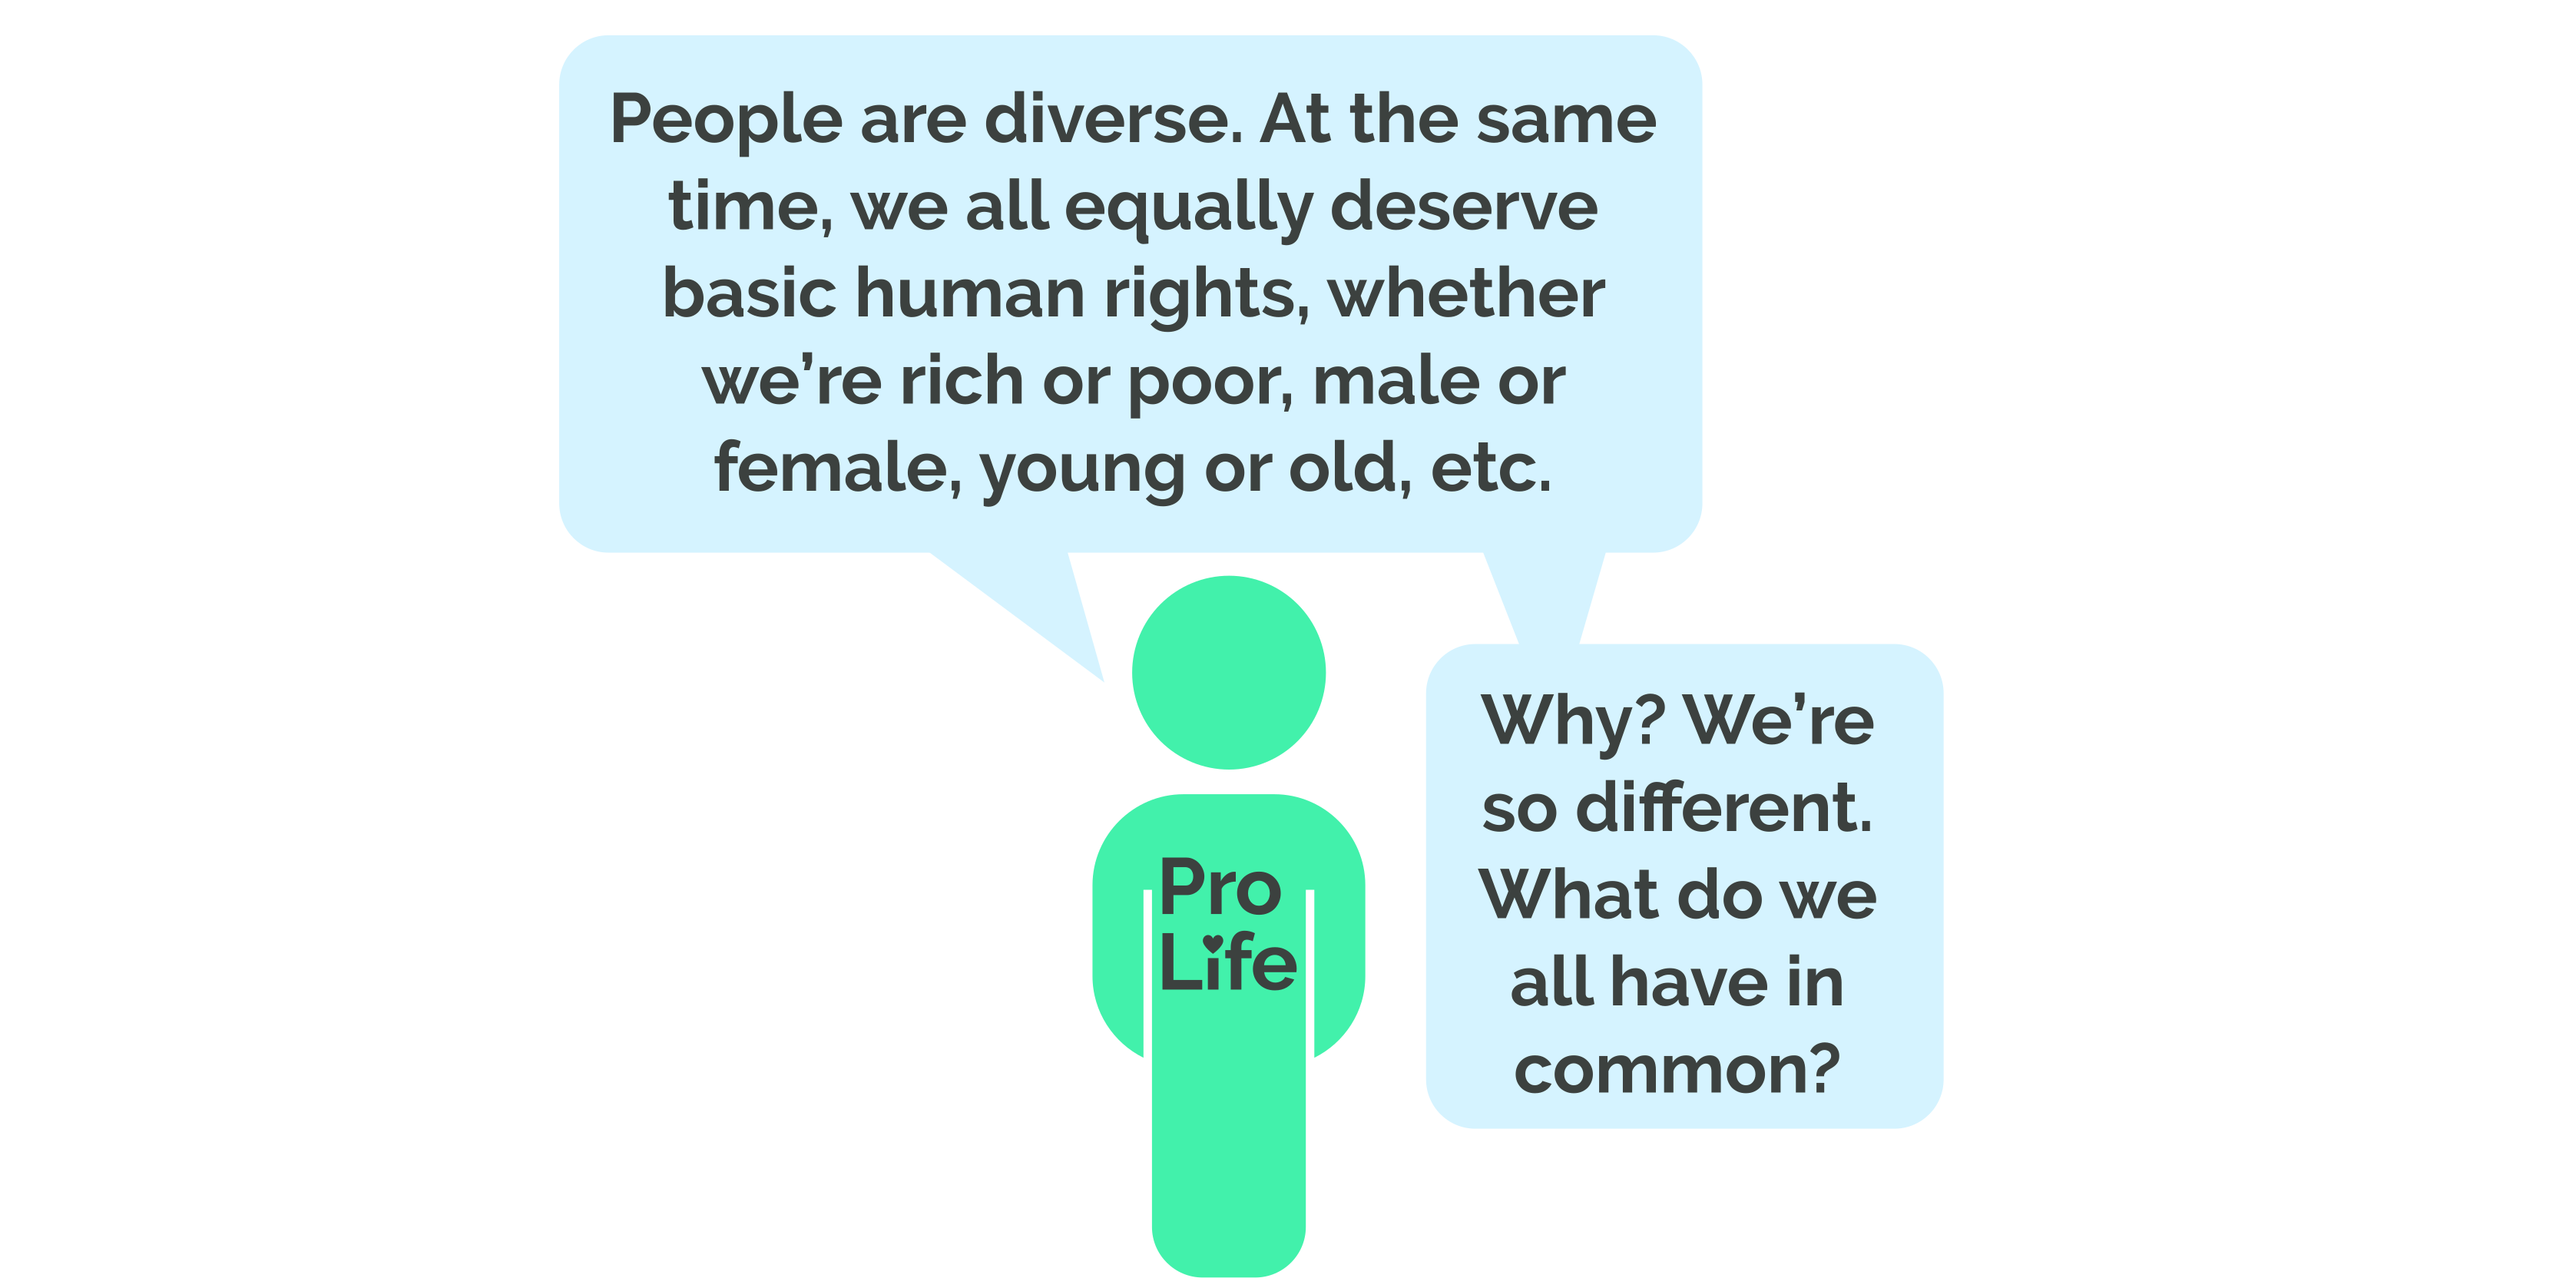 People are diverse. At the same
time, we all equally deserve
basic human rights, whether
we’re rich or poor, male or
female, young or old, etc.
Why? We’re
so different.
What do we
all have in
common?
Pro
Life